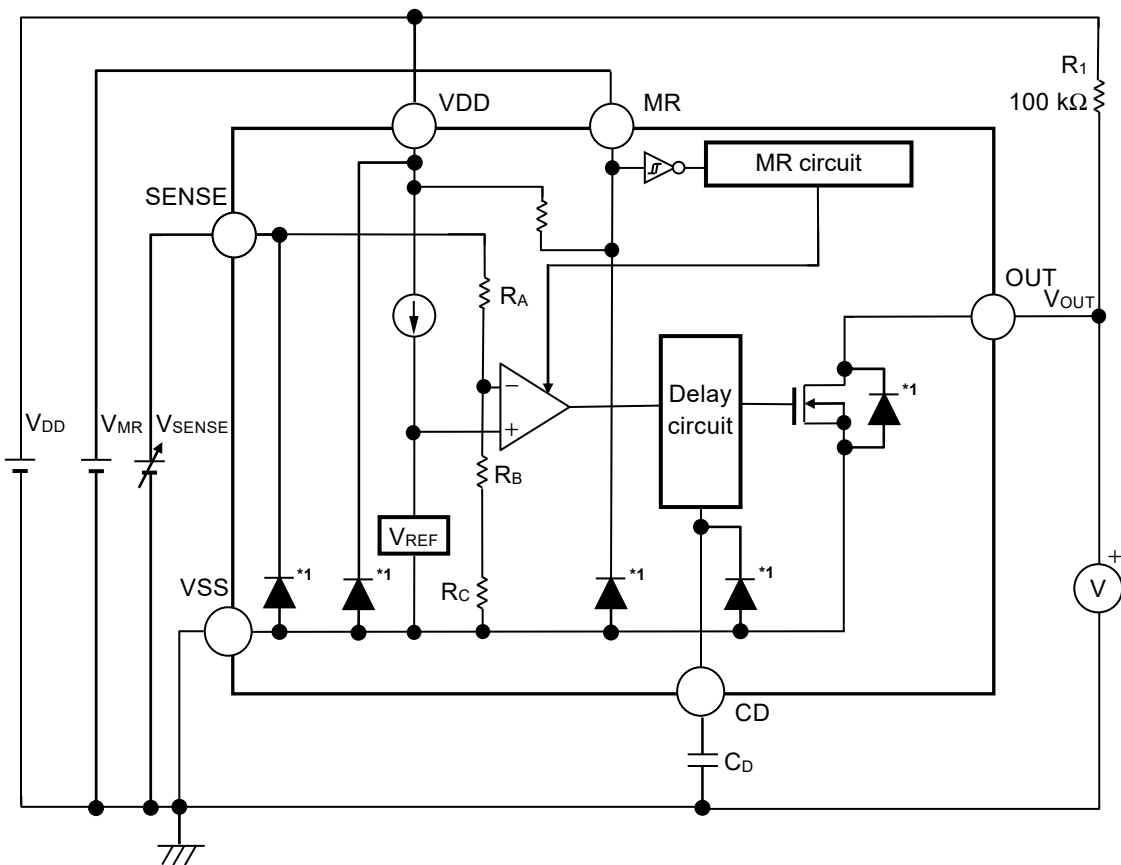 R1
100 kΩ
VDD
MR
MR circuit
SENSE
OUT
VOUT
RA
−
+
Delay
circuit
*1
VDD
VMR
VSENSE
RB
VREF
VSS
*1
*1
RC
*1
*1
+
V
CD
CD